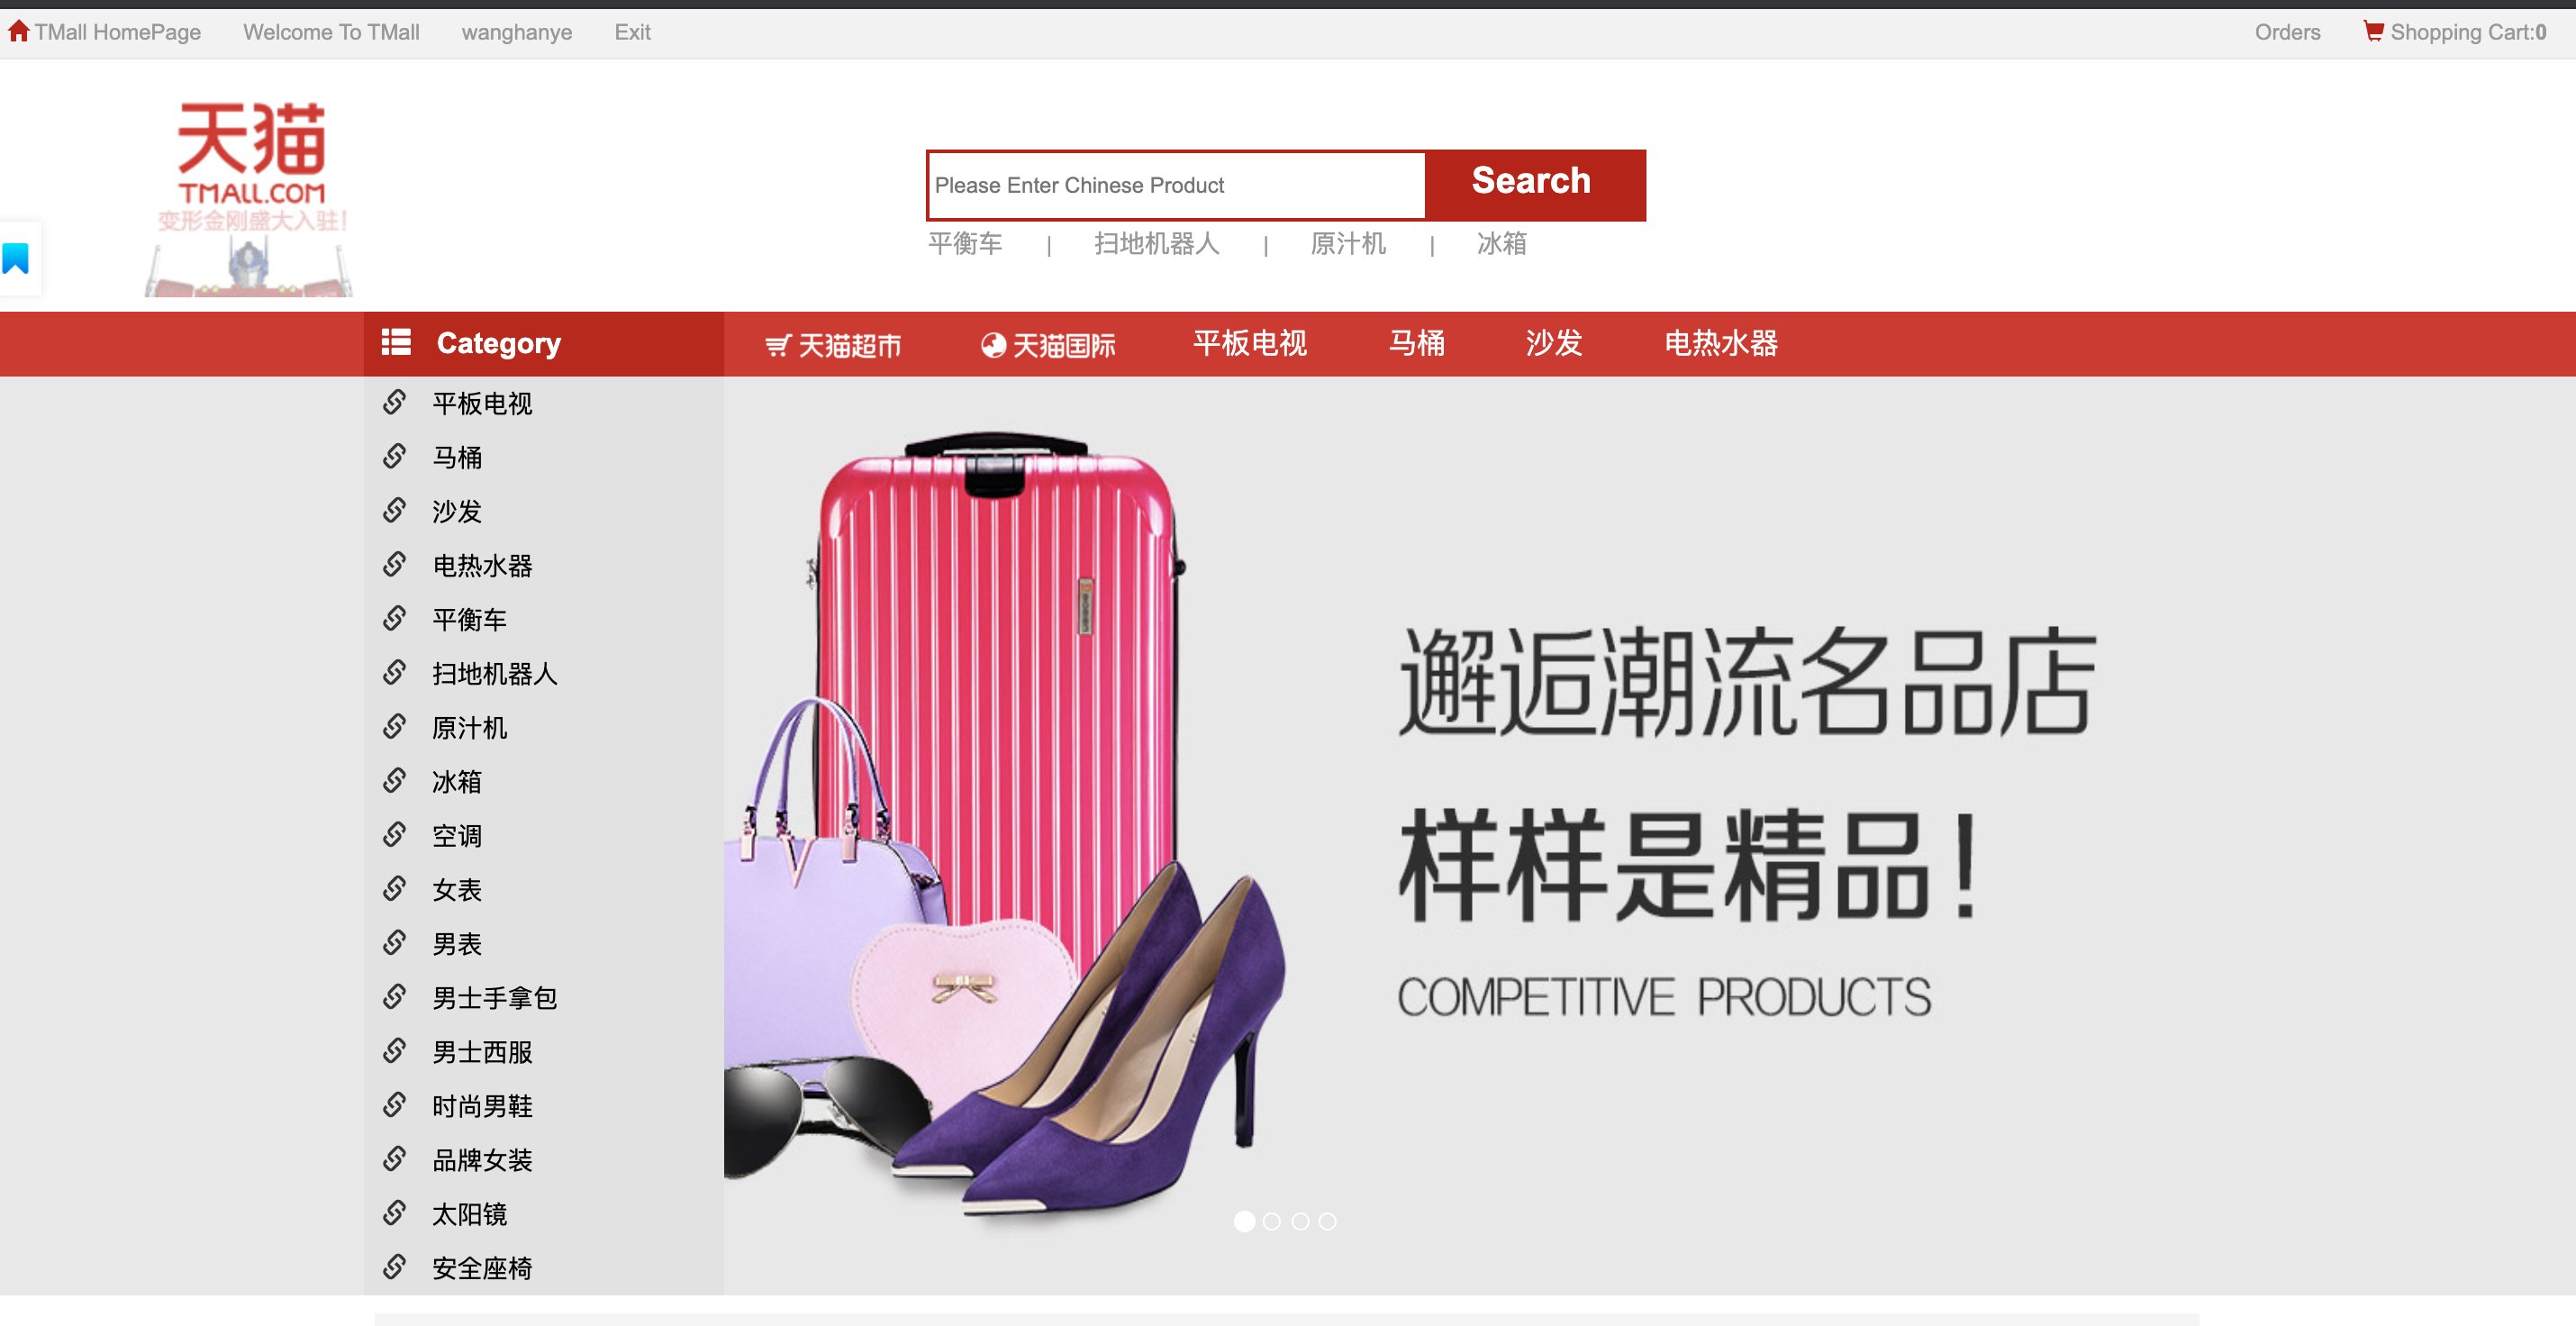 TMall HomePage Welcome To TMall wanghanye Exit Orders Shopping Cart:0
天猫
TMALL.COM
变形金刚盛大入驻!
Please Enter Chinese Product Search
平衡车 | 扫地机器人 | 原汁机 | 冰箱
Category 天猫超市 天猫国际 平板电视 马桶 沙发 电热水器
平板电视
马桶
沙发
电热水器
平衡车
扫地机器人
原汁机
冰箱
空调
女表
男表
男士手拿包
男士西服
时尚男鞋
品牌女装
太阳镜
安全座椅
邂逅潮流名品店
样样是精品!
COMPETITIVE PRODUCTS